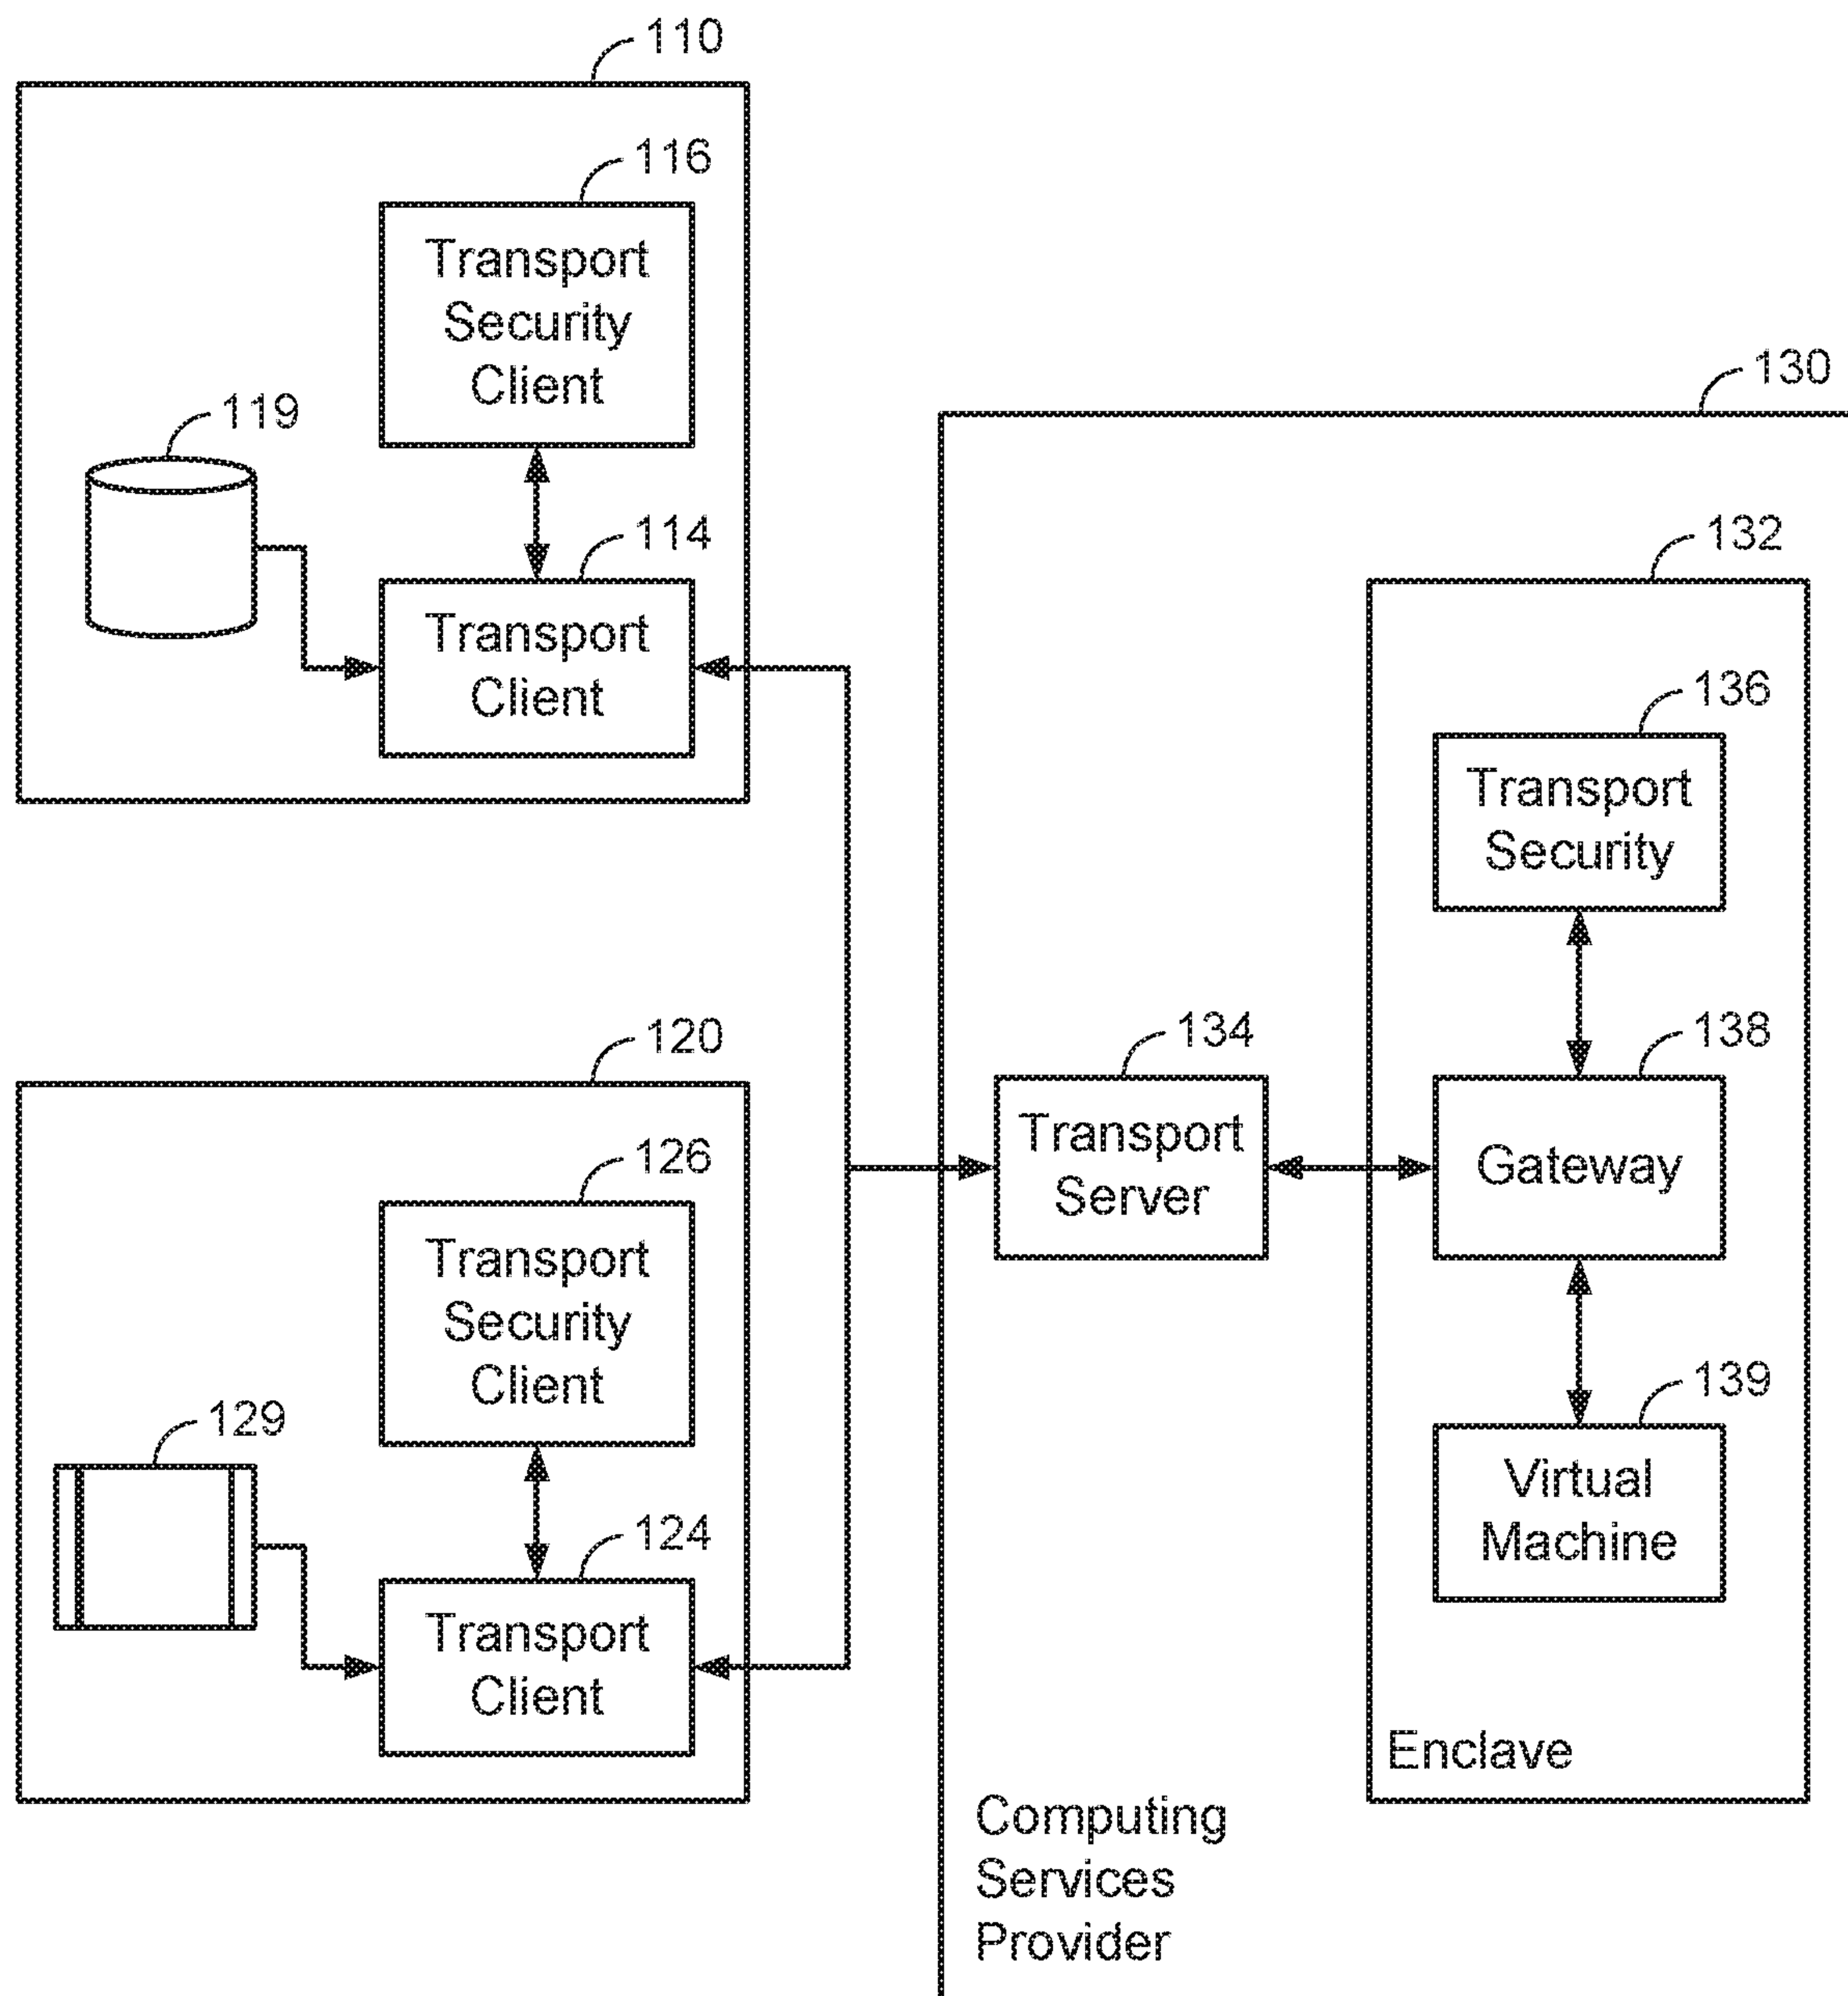 110
116
Transport
Security
Client
119
114
Transport
Client
130
132
136
Transport
Security
134
Transport
Server
138
Gateway
139
Virtual
Machine
Enclave
Computing
Services
Provider
120
126
Transport
Security
Client
129
124
Transport
Client